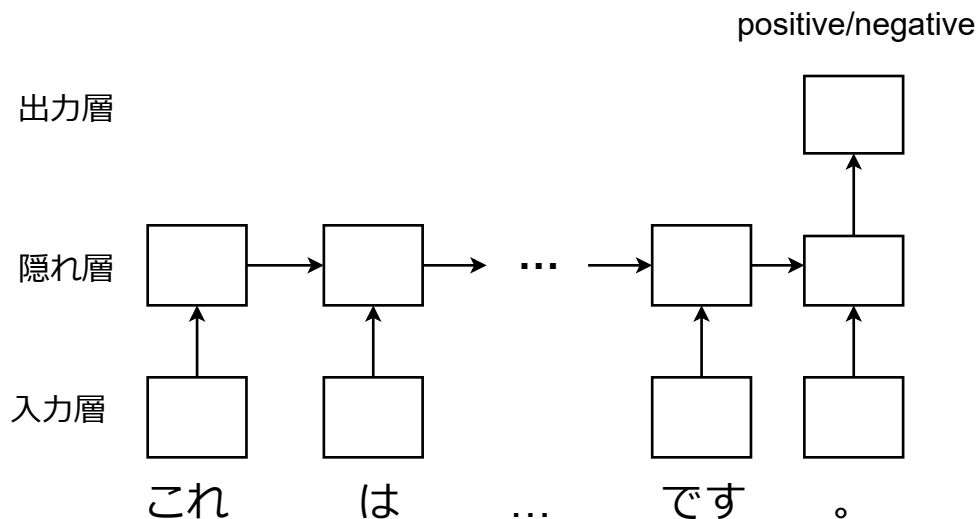 positive/negative
出力層
隠れ層
…
入力層
これ は … です 。